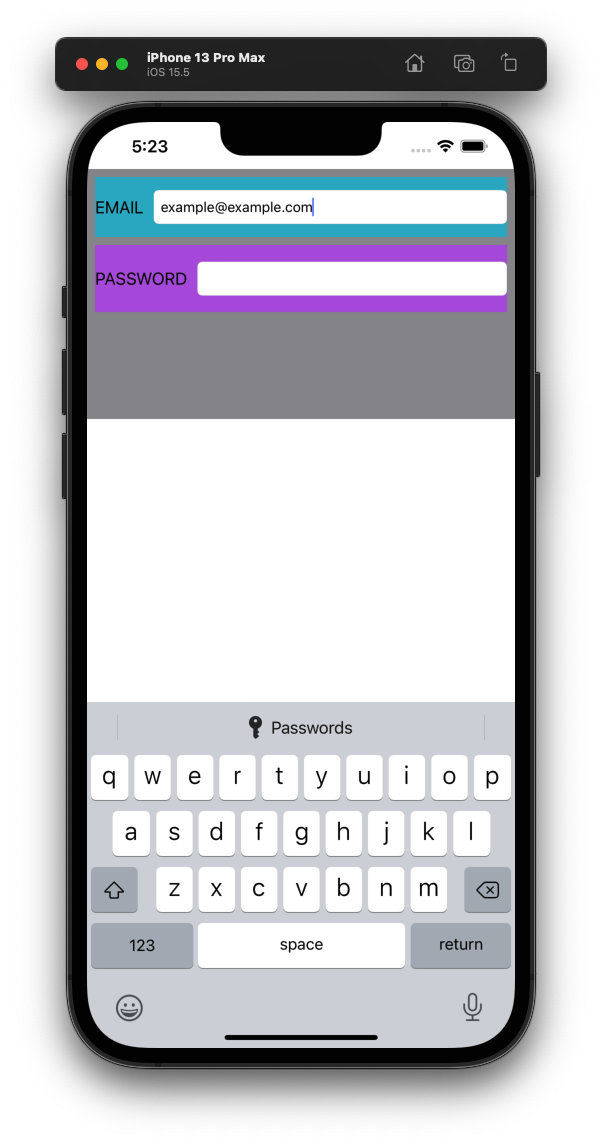 iPhone 13 Pro Max
iOS 15.5
5:23
EMAIL example@example.com
PASSWORD
Passwords
q w e r t y u i o p
a s d f g h j k l
z x c v b n m
123 space return